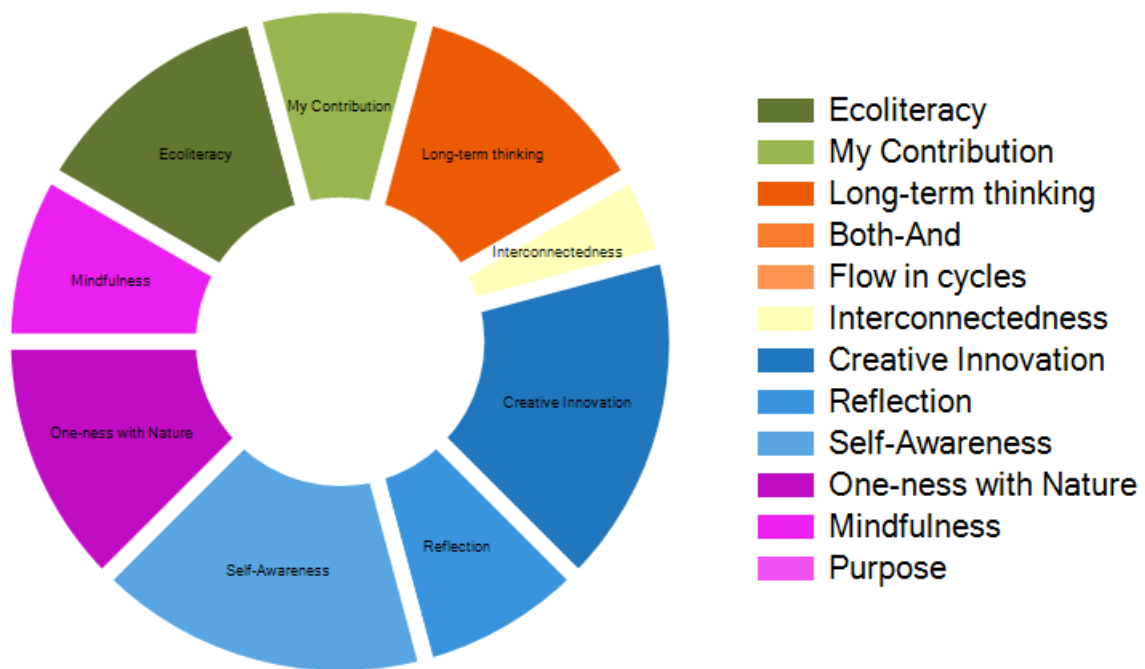 My Contribution
Ecoliteracy
Long-term thinking
Interconnectedness
Mindfulness
Creative Innovation
One-ness with Nature
Reflection
Self-Awareness
Ecoliteracy
My Contribution
Long-term thinking
Both-And
Flow in cycles
Interconnectedness
Creative Innovation
Reflection
Self-Awareness
One-ness with Nature
Mindfulness
Purpose